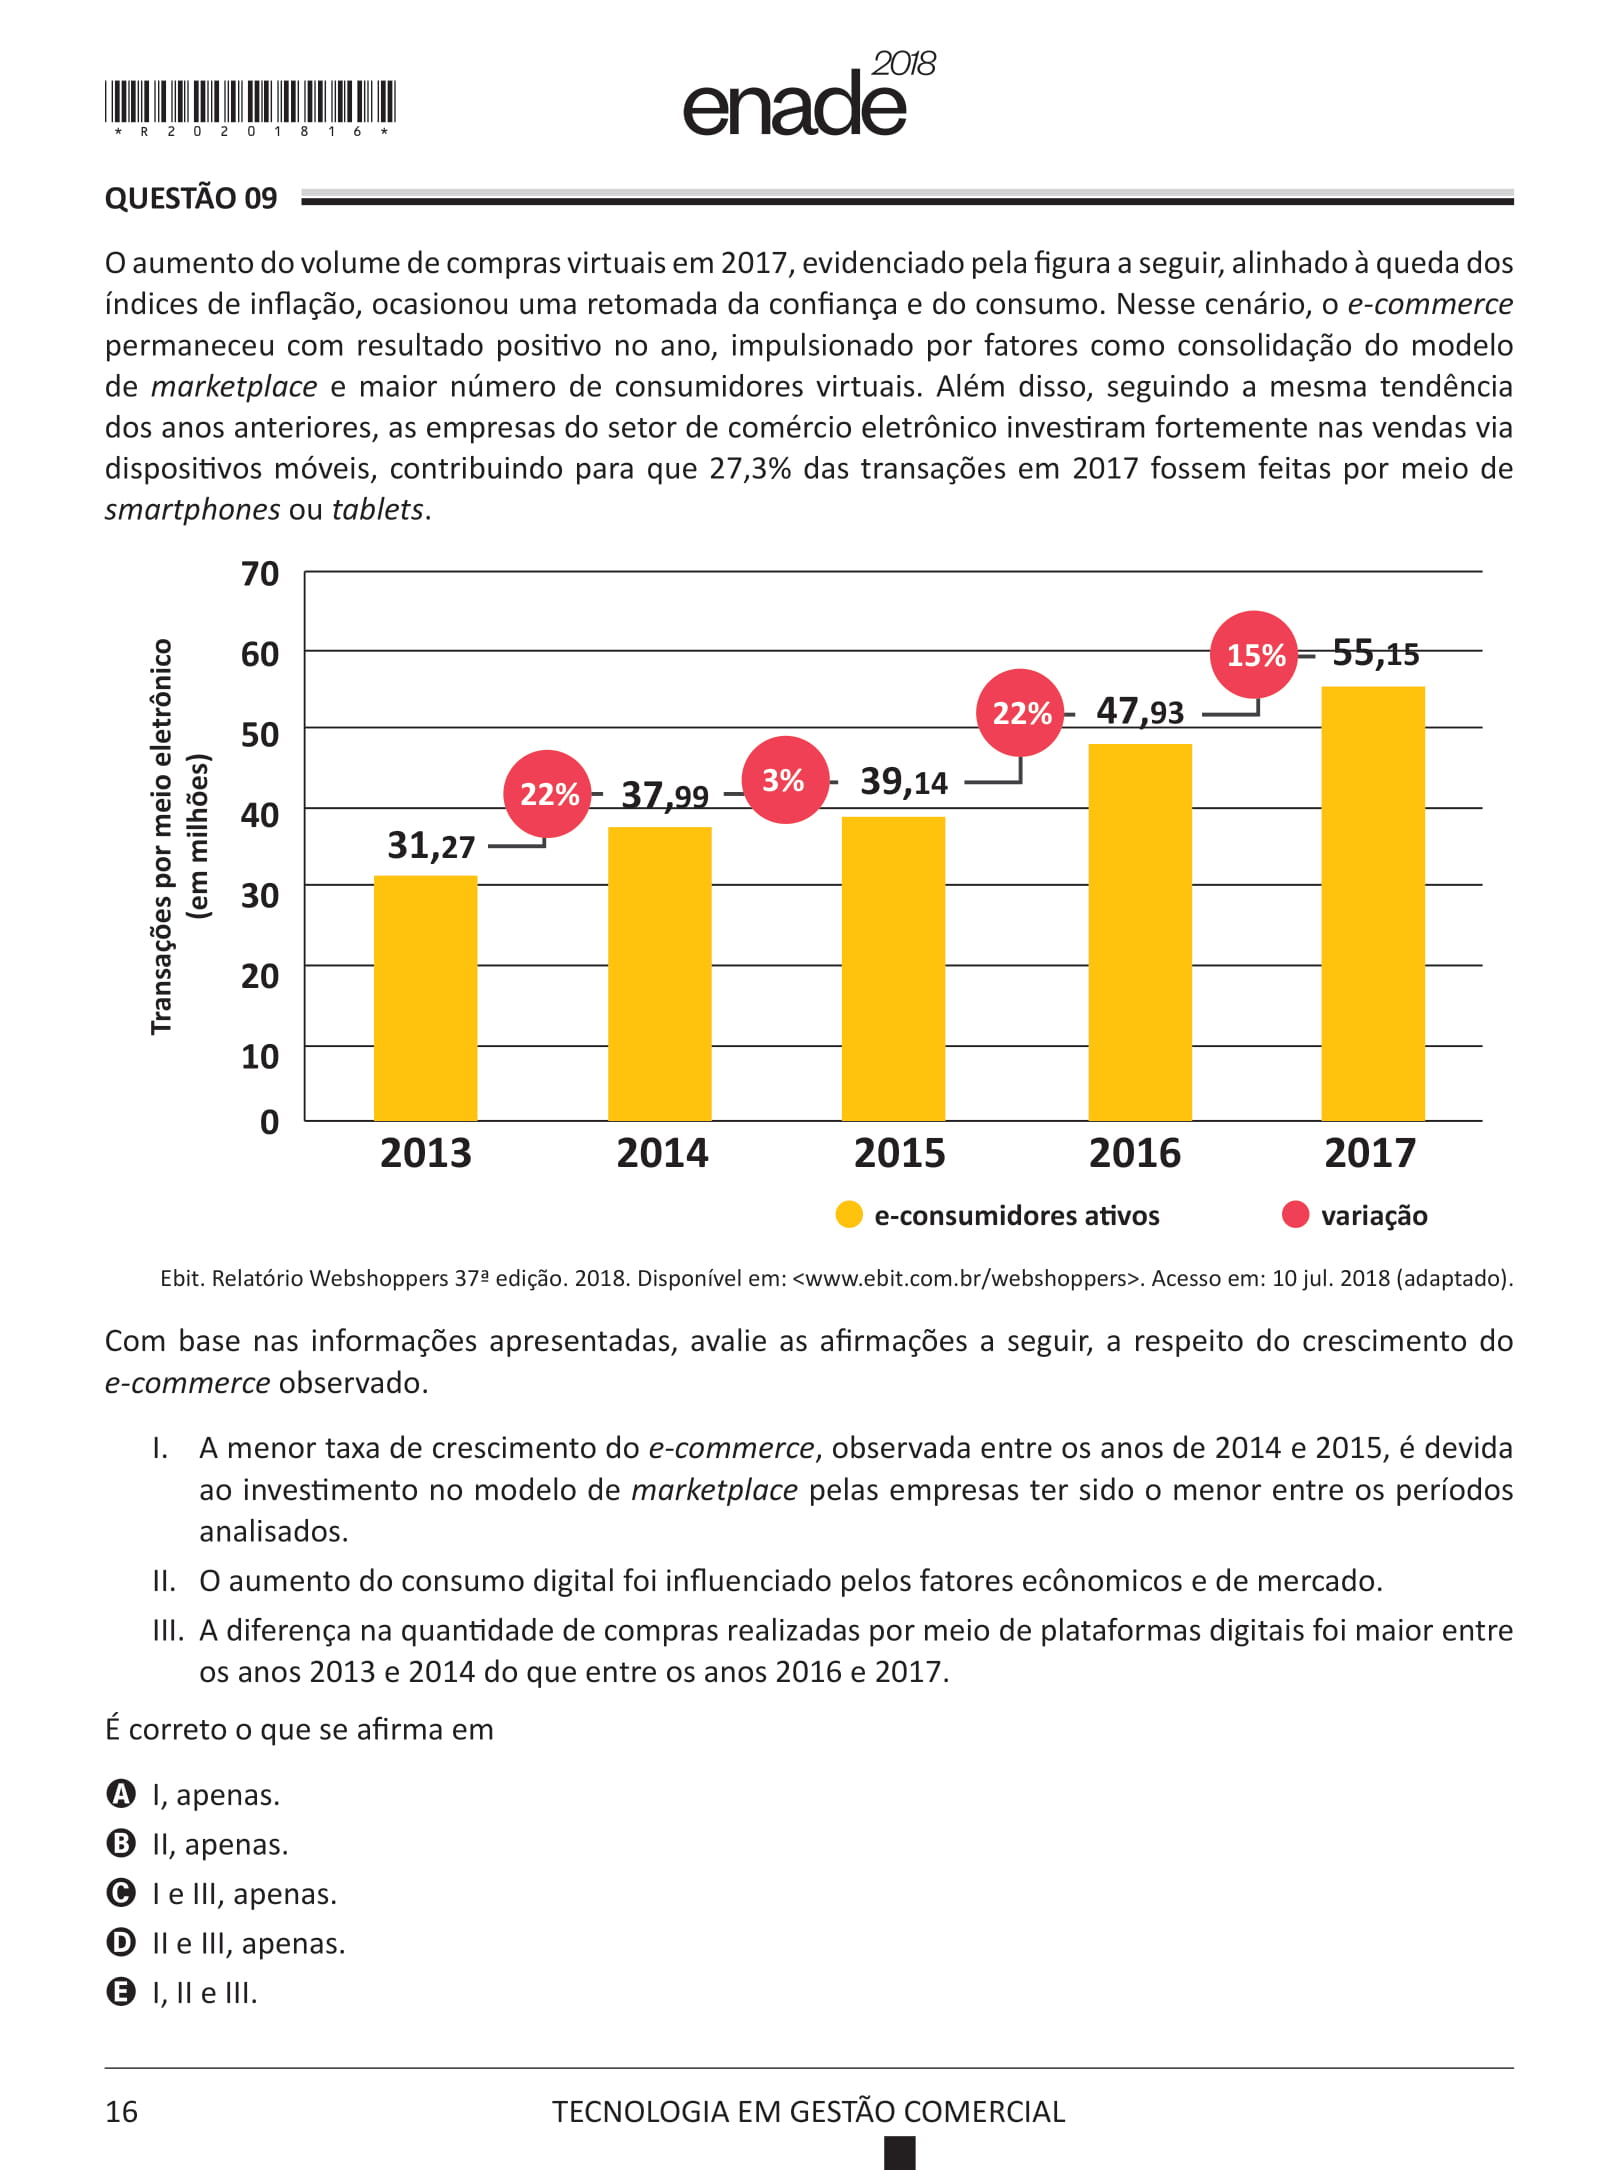 *R20201816*
enade2018
QUESTÃO 09
O aumento do volume de compras virtuais em 2017, evidenciado pela figura a seguir, alinhado à queda dos
índices de inflação, ocasionou uma retomada da confiança e do consumo. Nesse cenário, o e-commerce
permaneceu com resultado positivo no ano, impulsionado por fatores como consolidação do modelo
de marketplace e maior número de consumidores virtuais. Além disso, seguindo a mesma tendência
dos anos anteriores, as empresas do setor de comércio eletrônico investiram fortemente nas vendas via
dispositivos móveis, contribuindo para que 27,3% das transações em 2017 fossem feitas por meio de
smartphones ou tablets.
Transações por meio eletrônico
(em milhões)
70
60
50
40
30
20
10
0
31,27
22%
37,99
3%
39,14
22%
47,93
15%
55,15
2013 2014 2015 2016 2017
e-consumidores ativos variação
Ebit. Relatório Webshoppers 37ª edição. 2018. Disponível em: <www.ebit.com.br/webshoppers>. Acesso em: 10 jul. 2018 (adaptado).
Com base nas informações apresentadas, avalie as afirmações a seguir, a respeito do crescimento do
e-commerce observado.
I. A menor taxa de crescimento do e-commerce, observada entre os anos de 2014 e 2015, é devida
ao investimento no modelo de marketplace pelas empresas ter sido o menor entre os períodos
analisados.
II. O aumento do consumo digital foi influenciado pelos fatores ecônomicos e de mercado.
III. A diferença na quantidade de compras realizadas por meio de plataformas digitais foi maior entre
os anos 2013 e 2014 do que entre os anos 2016 e 2017.
É correto o que se afirma em
A I, apenas.
B II, apenas.
C I e III, apenas.
D II e III, apenas.
E I, II e III.
16
TECNOLOGIA EM GESTÃO COMERCIAL